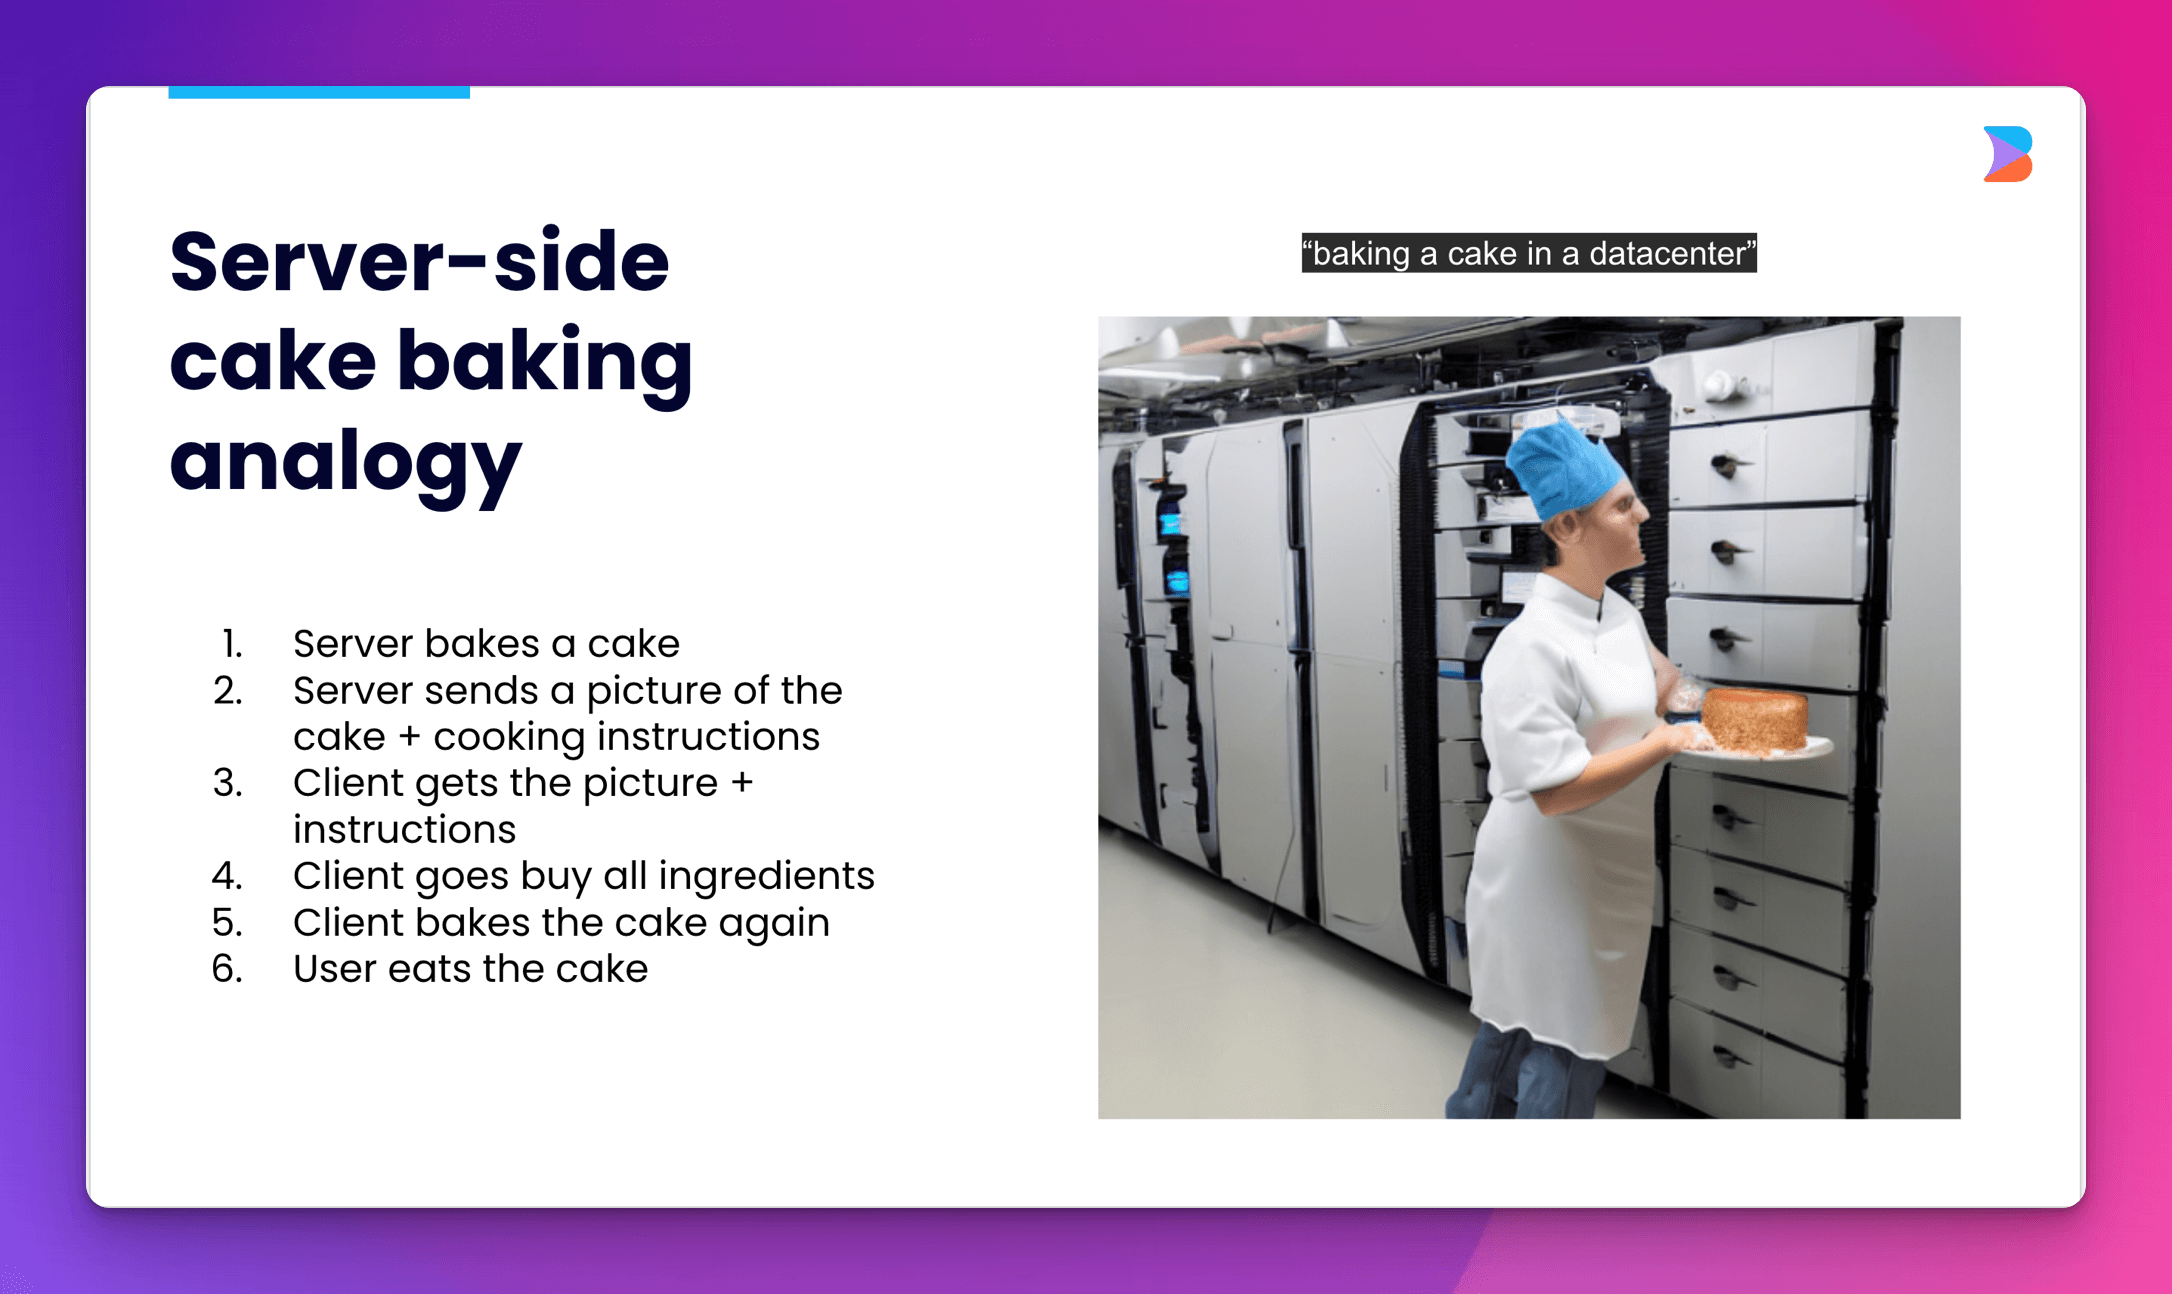 Server-side
cake baking
analogy
“baking a cake in a datacenter”
1. Server bakes a cake
2. Server sends a picture of the
cake + cooking instructions
3. Client gets the picture +
instructions
4. Client goes buy all ingredients
5. Client bakes the cake again
6. User eats the cake